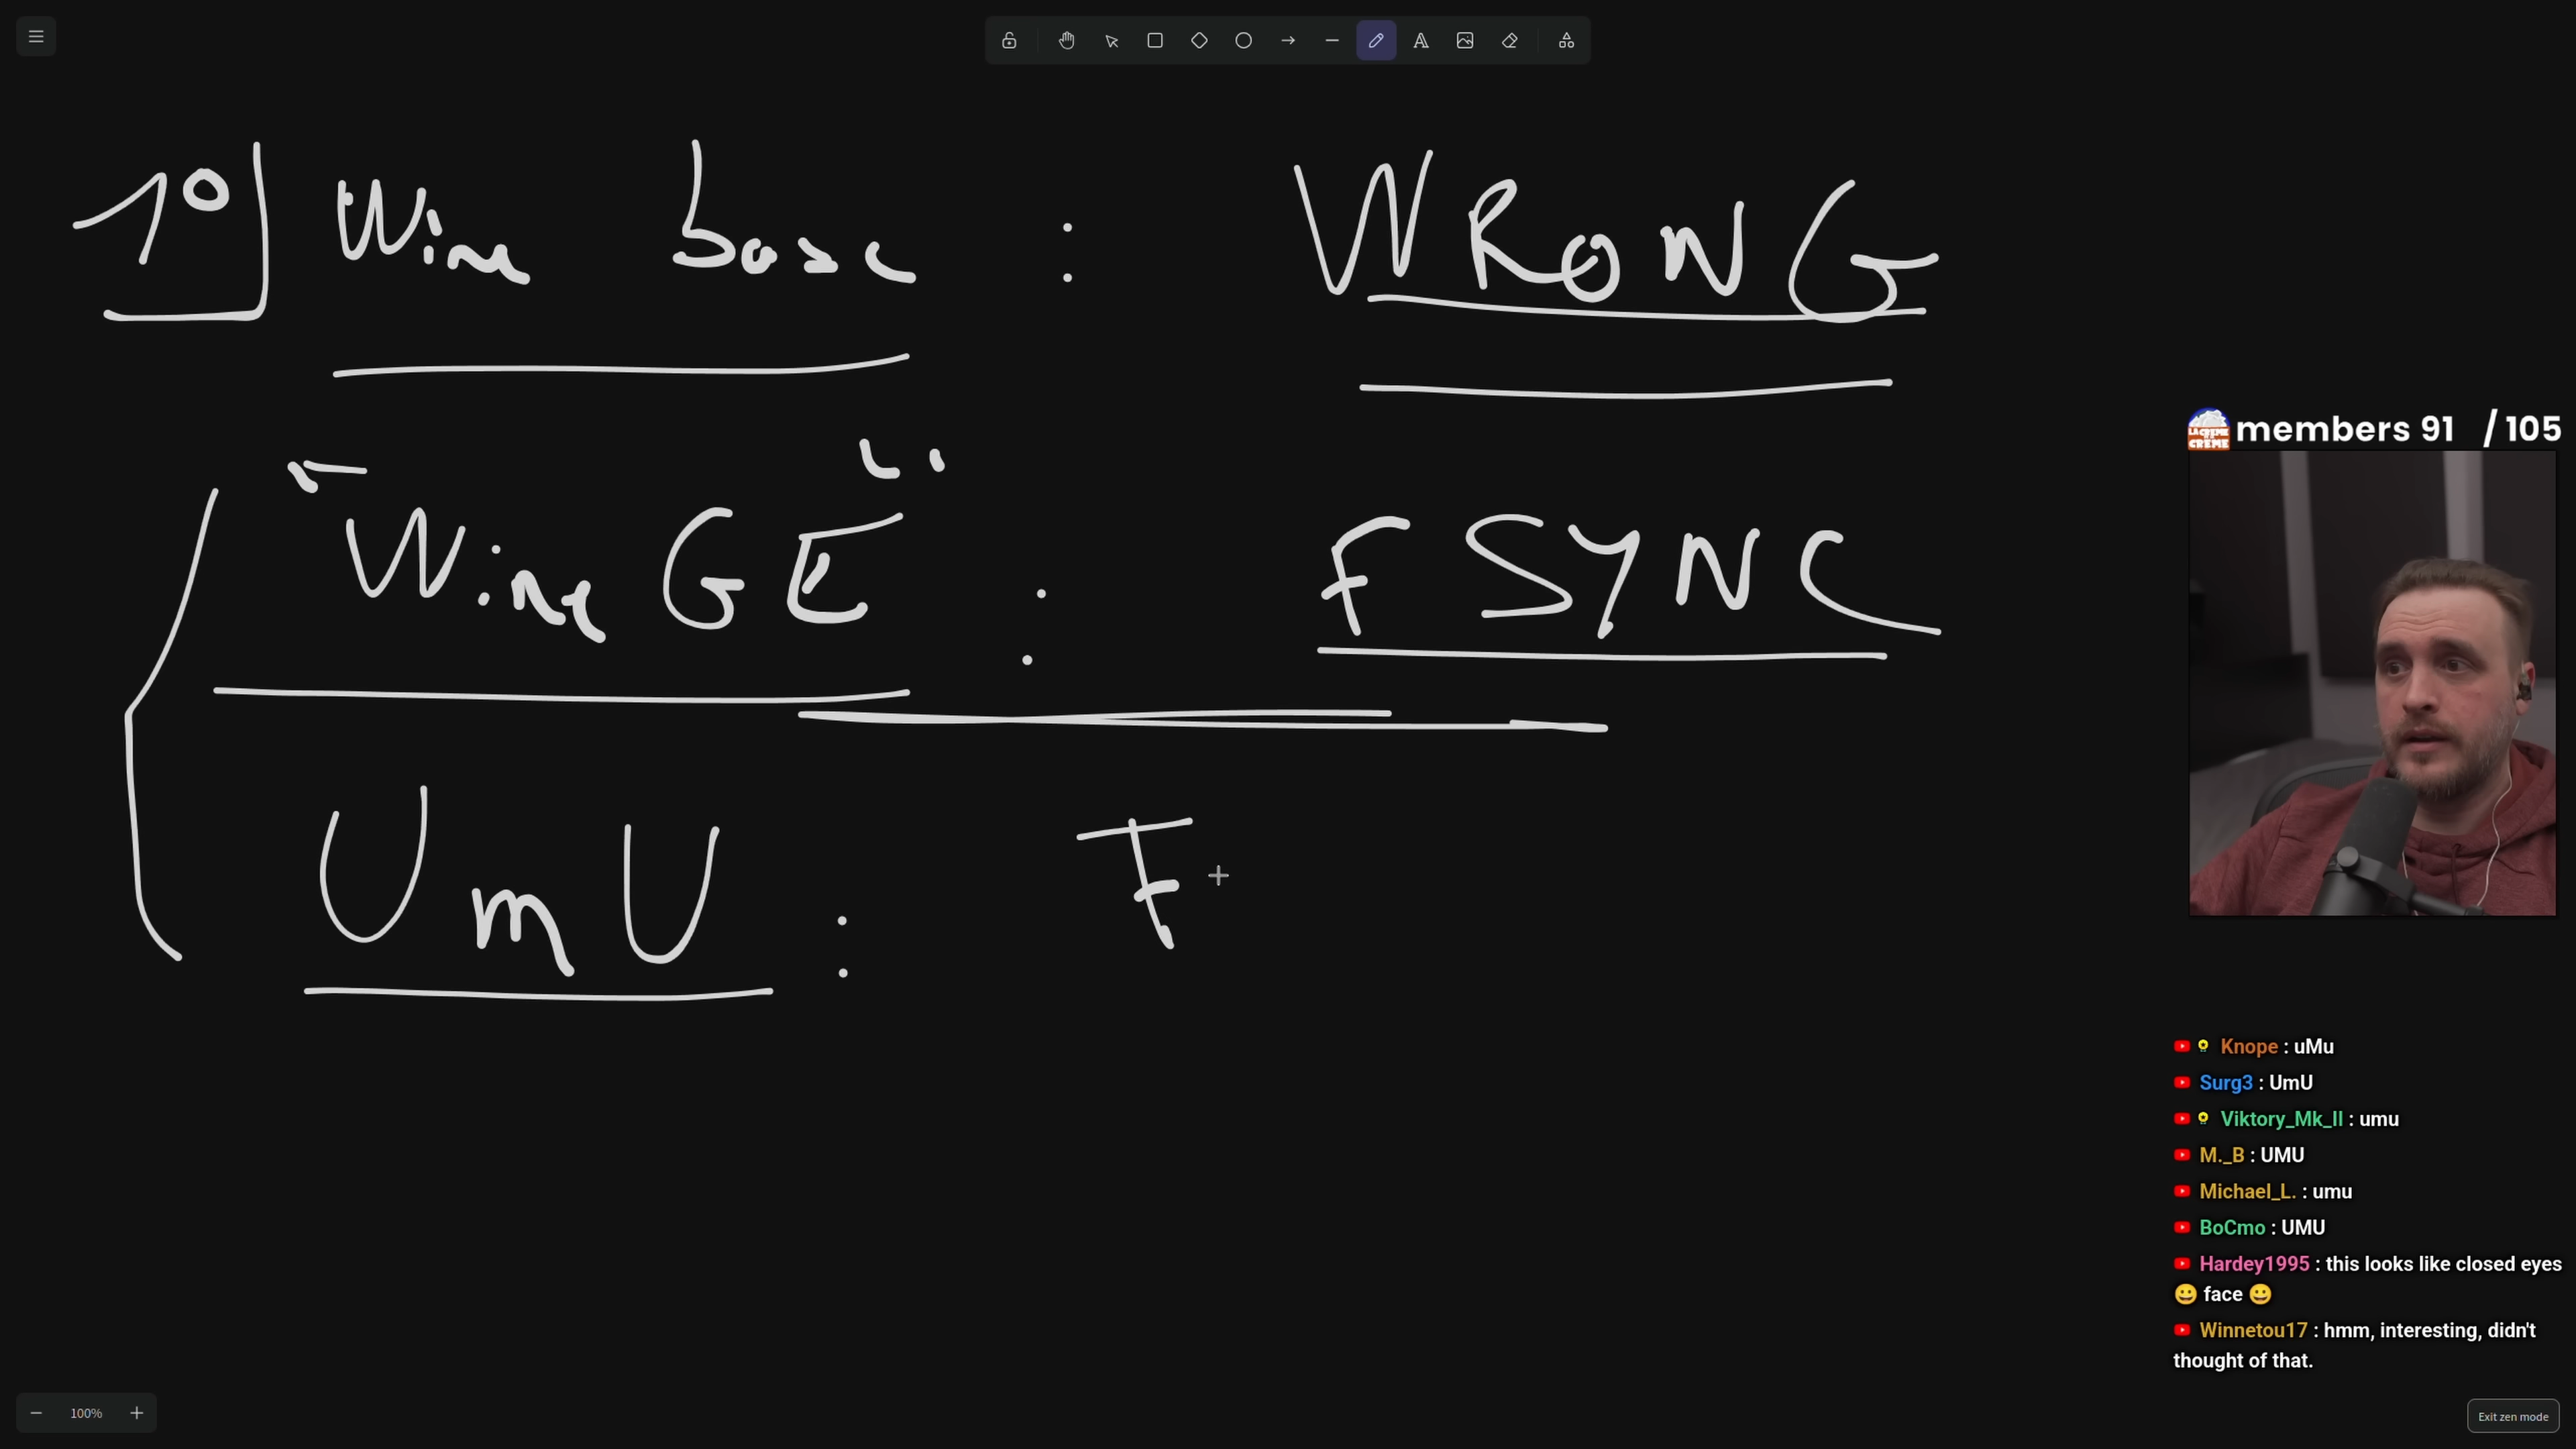 1º Wine base : WRONG
members 91 / 105
"WineGE" : FSYNC
UmU : F
Knope : uMu
Surg3 : UmU
Viktory_Mk_II : umu
M._B : UMU
Michael_L. : umu
BoCmo : UMU
Hardey1995 : this looks like closed eyes
😀 face 😀
Winnetou17 : hmm, interesting, didn't
thought of that.
100%
Exit zen mode